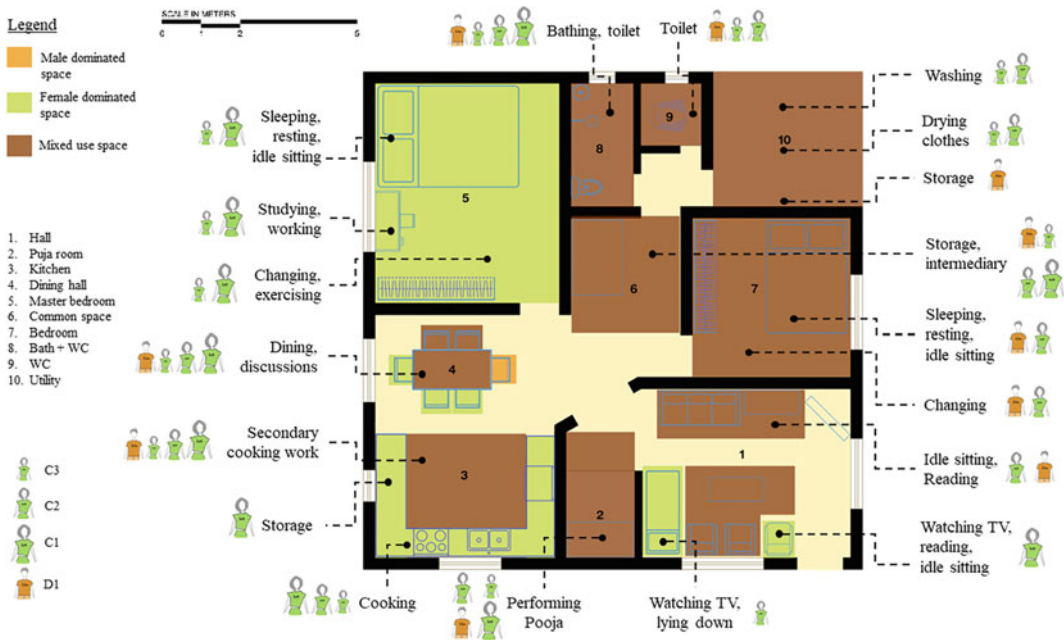 SCALE IN METERS
0 1 2 5
Legend
Male dominated
space
Female dominated
space
Mixed use space
1. Hall
2. Puja room
3. Kitchen
4. Dining hall
5. Master bedroom
6. Common space
7. Bedroom
8. Bath + WC
9. WC
10. Utility
C3
C2
C1
D1
Sleeping,
resting,
idle sitting
Studying,
working
Changing,
exercising
Dining,
discussions
Secondary
cooking work
Storage
Cooking
Performing
Pooja
Watching TV,
lying down
Bathing, toilet
Toilet
Washing
Drying
clothes
Storage
Storage,
intermediary
Sleeping,
resting,
idle sitting
Changing
Idle sitting,
Reading
Watching TV,
reading,
idle sitting
5
8
9
10
6
7
4
3
2
1